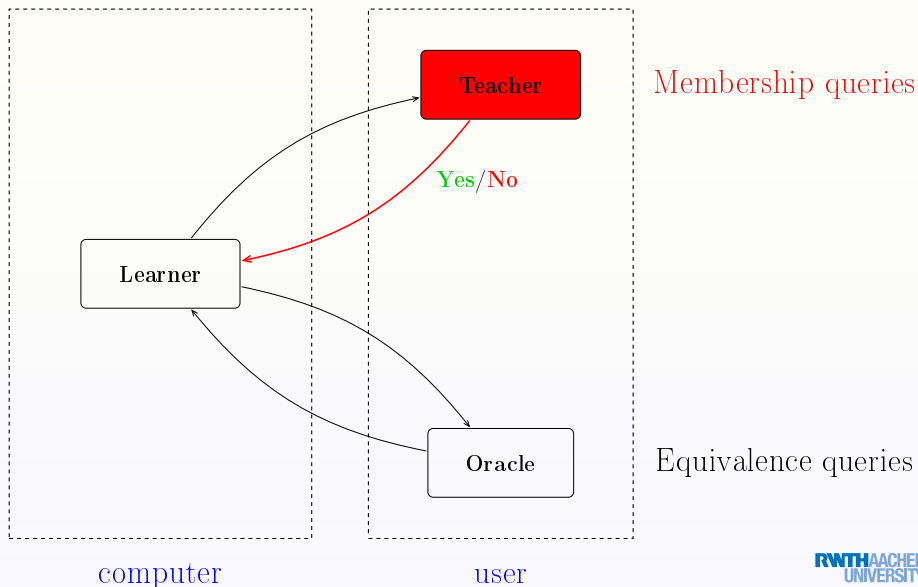 Teacher
Membership queries
Yes/No
Learner
Oracle
Equivalence queries
computer
user
RWTHAACHEN
UNIVERSITY